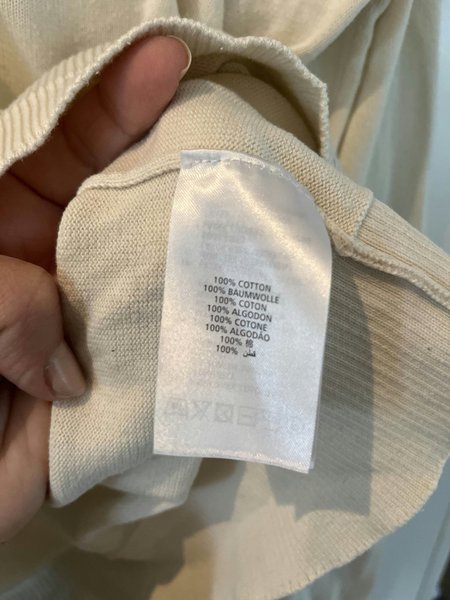 100% COTTON
100% BAUMWOLLE
100% COTON
100% ALGODON
100% COTONE
100% ALGODÃO
100% 棉
100% قطن